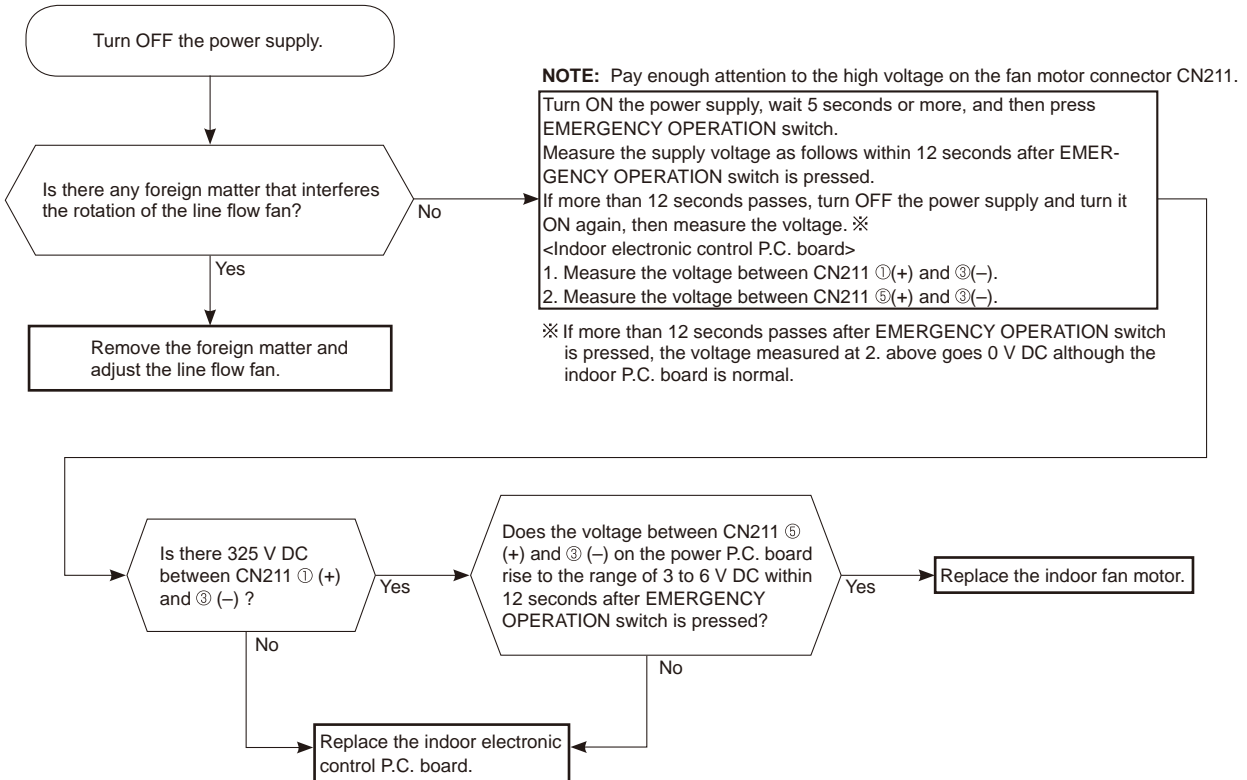 Turn OFF the power supply.
NOTE: Pay enough attention to the high voltage on the fan motor connector CN211.
Turn ON the power supply, wait 5 seconds or more, and then press
EMERGENCY OPERATION switch.
Measure the supply voltage as follows within 12 seconds after EMER-
GENCY OPERATION switch is pressed.
If more than 12 seconds passes, turn OFF the power supply and turn it
ON again, then measure the voltage. ※
<Indoor electronic control P.C. board>
1. Measure the voltage between CN211 ①(+) and ③(–).
2. Measure the voltage between CN211 ⑤(+) and ③(–).
※ If more than 12 seconds passes after EMERGENCY OPERATION switch
is pressed, the voltage measured at 2. above goes 0 V DC although the
indoor P.C. board is normal.
Is there any foreign matter that interferes
the rotation of the line flow fan?
No
Yes
Remove the foreign matter and
adjust the line flow fan.
Is there 325 V DC
between CN211 ① (+)
and ③ (–) ?
Yes
No
Does the voltage between CN211 ⑤
(+) and ③ (–) on the power P.C. board
rise to the range of 3 to 6 V DC within
12 seconds after EMERGENCY
OPERATION switch is pressed?
Yes
No
Replace the indoor fan motor.
Replace the indoor electronic
control P.C. board.